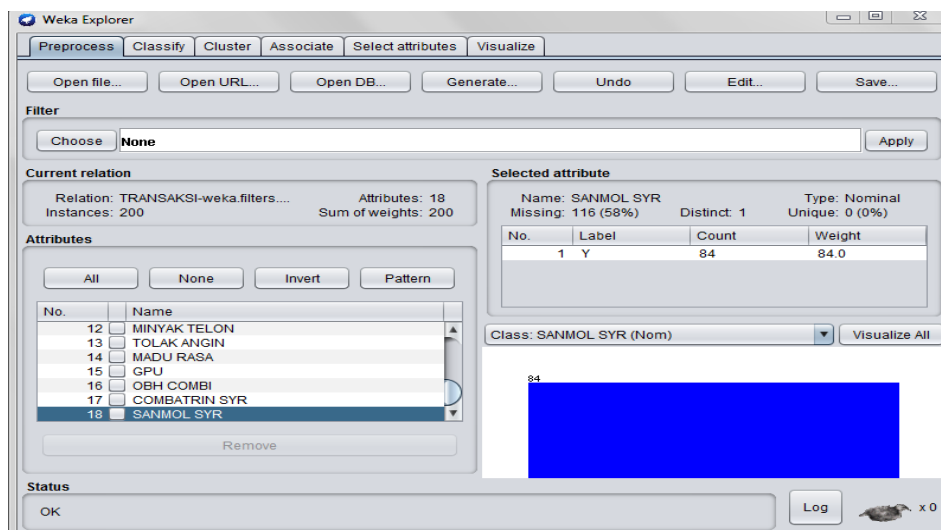 Weka Explorer
Preprocess Classify Cluster Associate Select attributes Visualize
Open file... Open URL... Open DB... Generate... Undo Edit... Save...
Filter
Choose None Apply
Current relation
Relation: TRANSAKSI-weka.filters.... Attributes: 18
Instances: 200 Sum of weights: 200
Attributes
All None Invert Pattern
No. Name
12 MINYAK TELON
13 TOLAK ANGIN
14 MADU RASA
15 GPU
16 OBH COMBI
17 COMBATRIN SYR
18 SANMOL SYR
Remove
Selected attribute
Name: SANMOL SYR Type: Nominal
Missing: 116 (58%) Distinct: 1 Unique: 0 (0%)
No. Label Count Weight
1 Y 84 84.0
Class: SANMOL SYR (Nom) Visualize All
84
Status
OK Log x 0